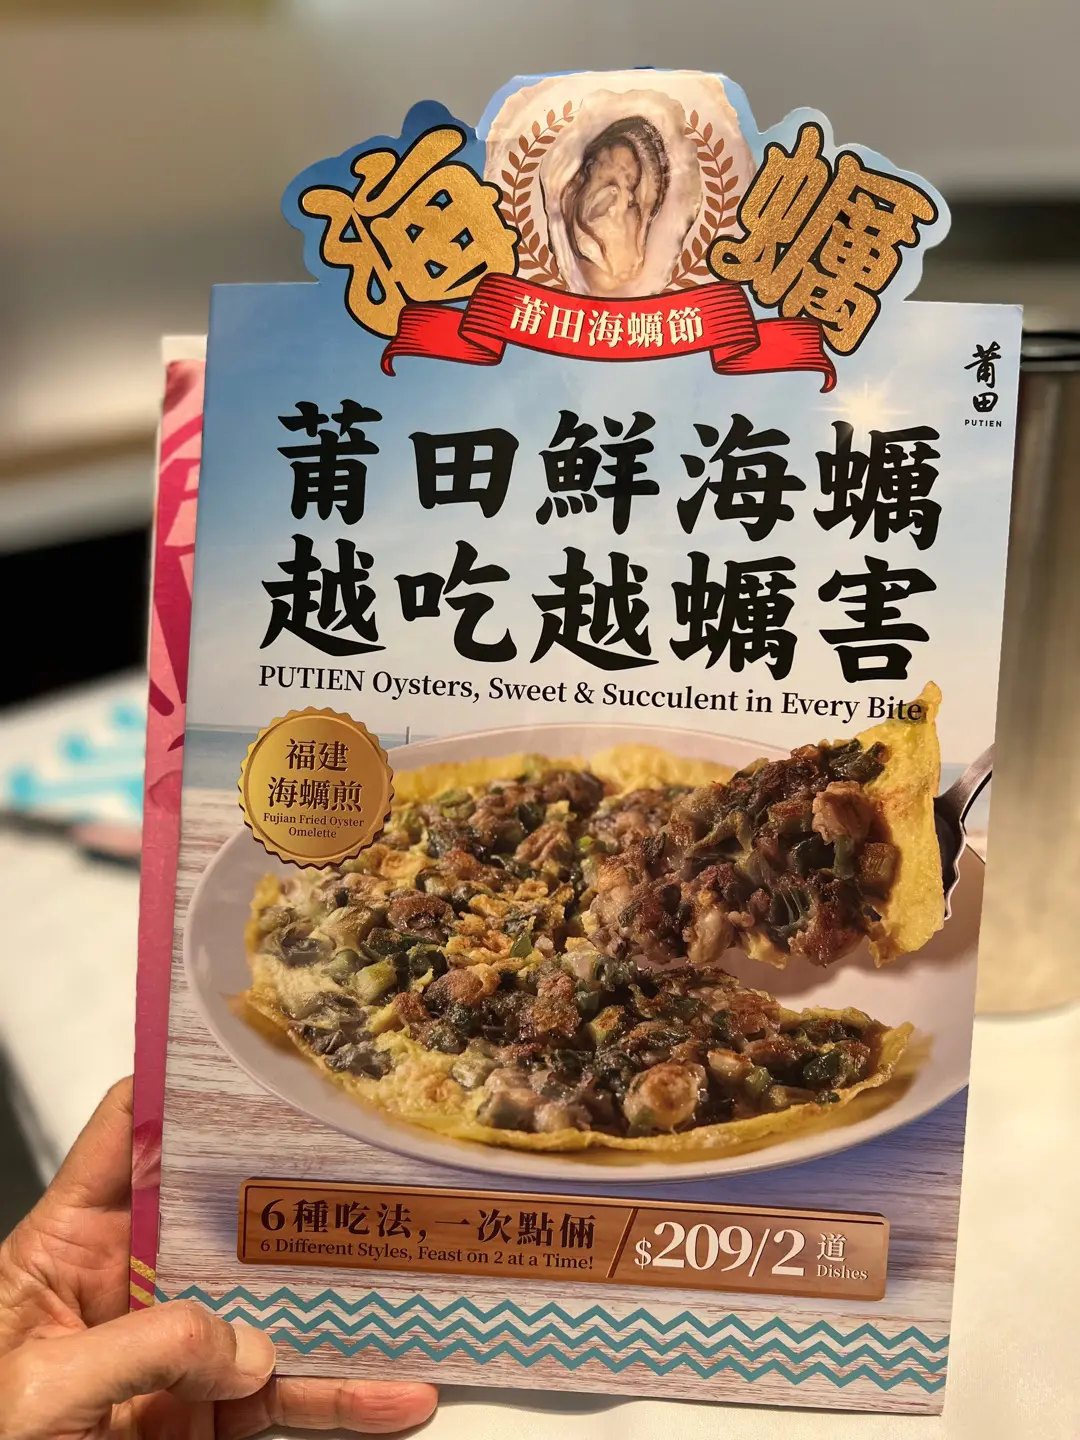 海蠣
莆田海蠣節
莆田
PUTIEN
莆田鮮海蠣
越吃越蠣害
PUTIEN Oysters, Sweet & Succulent in Every Bite
福建
海蠣煎
Fujian Fried Oyster
Omelette
6種吃法,一次點倆
6 Different Styles, Feast on 2 at a Time!
$209/2 道
Dishes